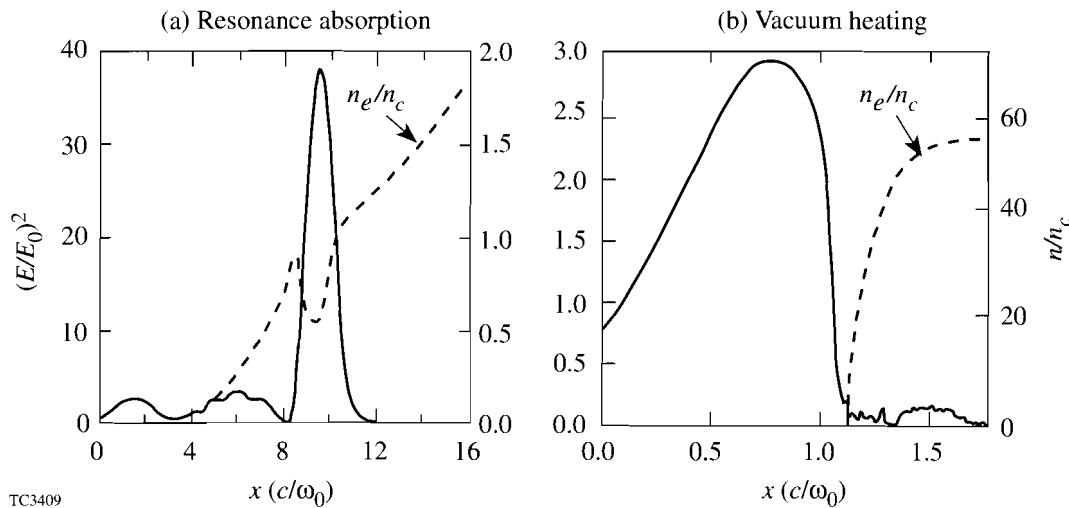 (a) Resonance absorption
(b) Vacuum heating
40
30
20
10
0
(E/E0)2
2.0
1.5
1.0
0.5
0.0
ne/nc
0 4 8 12 16
x (c/ω0)
3.0
2.5
2.0
1.5
1.0
0.5
0.0
60
40
20
0
n/nc
ne/nc
0.0 0.5 1.0 1.5
x (c/ω0)
TC3409